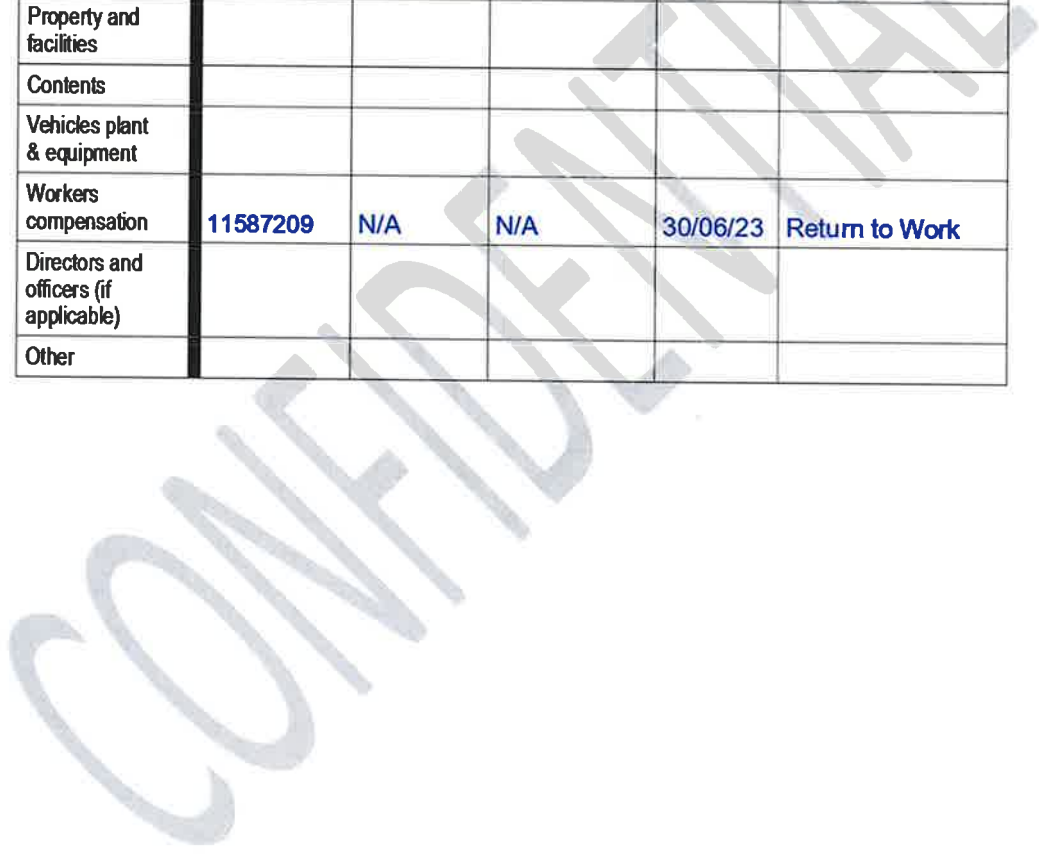 Property and
facilities
Contents
Vehicles plant
& equipment
Workers
compensation 11587209 N/A N/A 30/06/23 Return to Work
Directors and
officers (if
applicable)
Other
CONFIDENTIAL